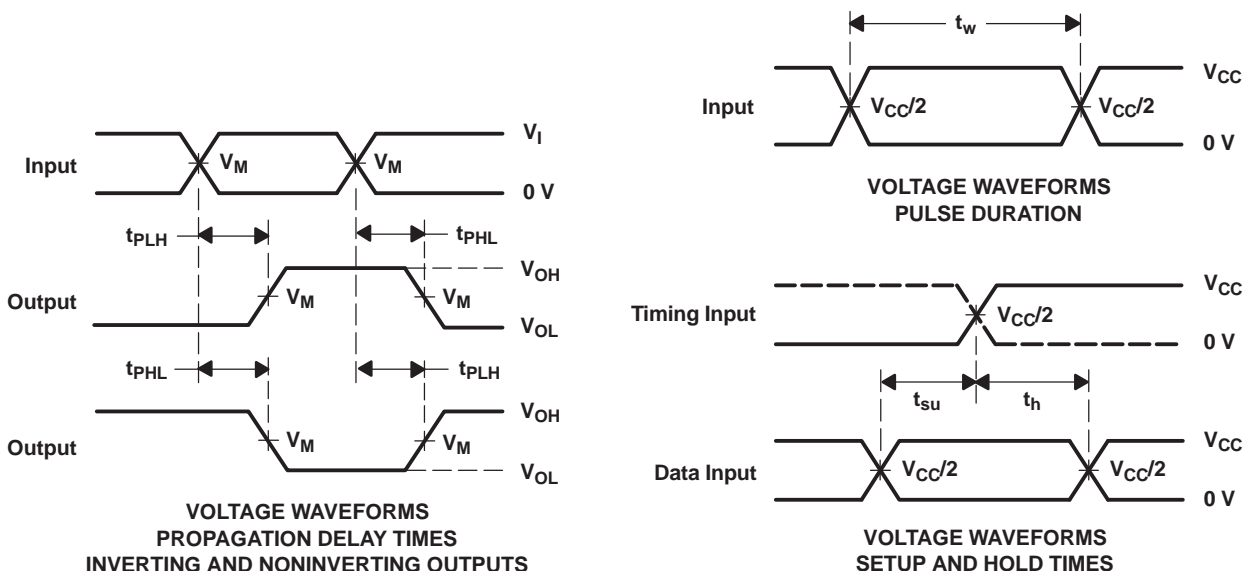 Input
V_I
V_M
V_M
0 V
t_PLH
t_PHL
Output
V_OH
V_M
V_M
V_OL
t_PHL
t_PLH
Output
V_OH
V_M
V_M
V_OL
VOLTAGE WAVEFORMS
PROPAGATION DELAY TIMES
INVERTING AND NONINVERTING OUTPUTS
t_w
Input
V_CC
V_CC/2
V_CC/2
0 V
VOLTAGE WAVEFORMS
PULSE DURATION
Timing Input
V_CC
V_CC/2
0 V
t_su
t_h
Data Input
V_CC
V_CC/2
V_CC/2
0 V
VOLTAGE WAVEFORMS
SETUP AND HOLD TIMES